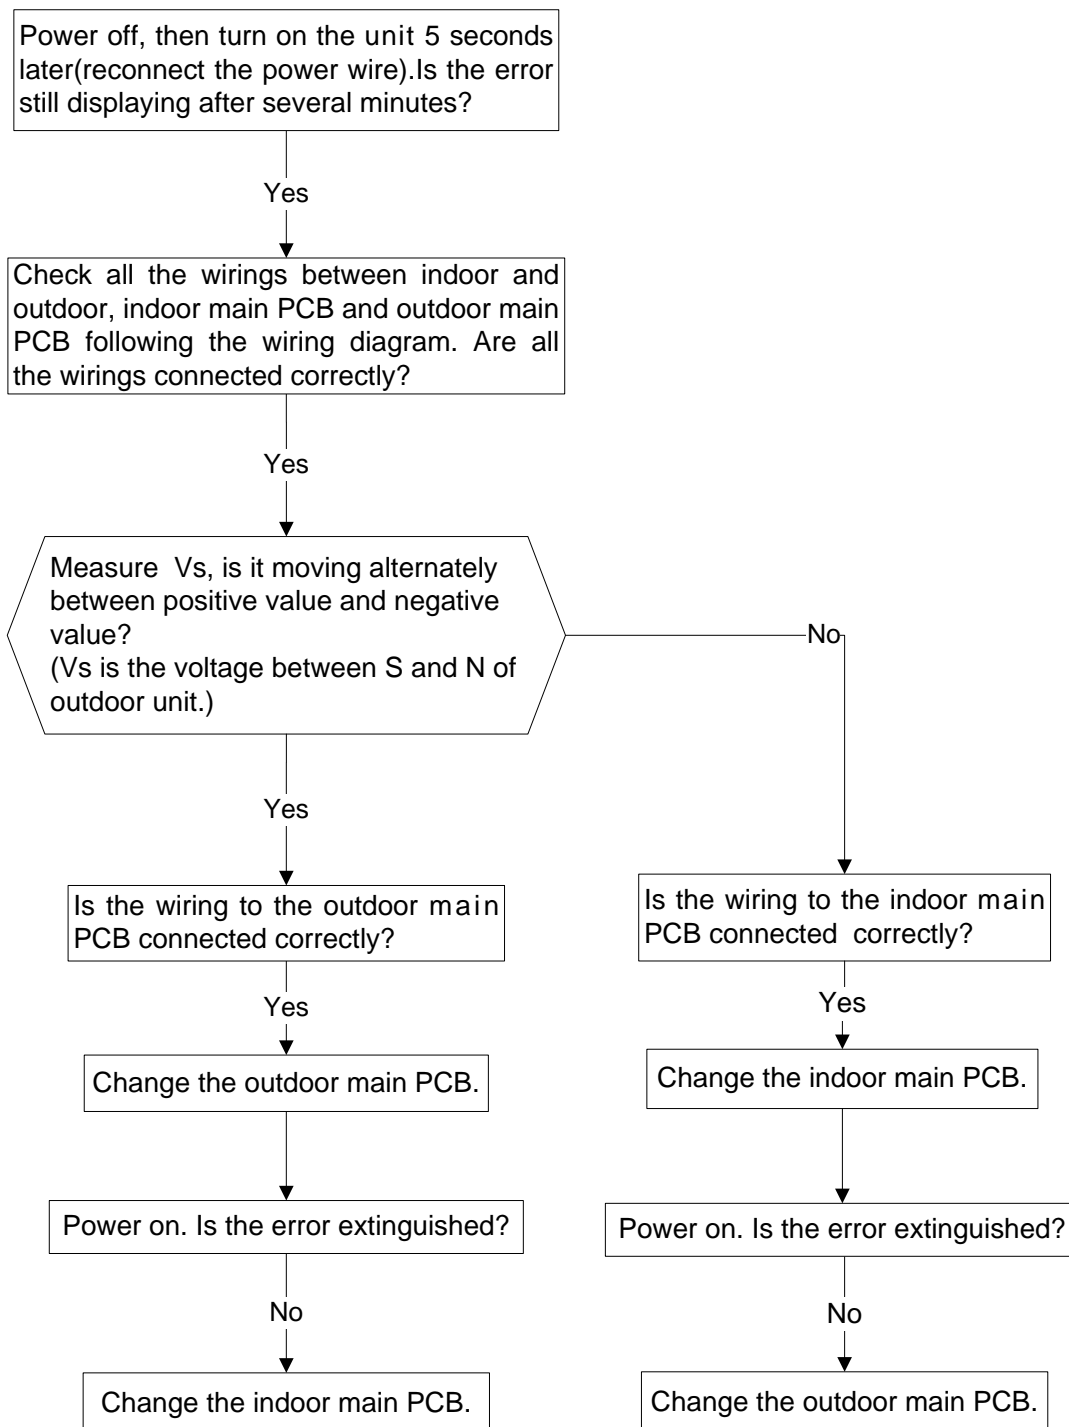 Power off, then turn on the unit 5 seconds
later(reconnect the power wire).Is the error
still displaying after several minutes?
Yes
Check all the wirings between indoor and
outdoor, indoor main PCB and outdoor main
PCB following the wiring diagram. Are all
the wirings connected correctly?
Yes
Measure Vs, is it moving alternately
between positive value and negative
value?
(Vs is the voltage between S and N of
outdoor unit.)
No
Yes
Is the wiring to the outdoor main
PCB connected correctly?
Is the wiring to the indoor main
PCB connected correctly?
Yes
Yes
Change the outdoor main PCB.
Change the indoor main PCB.
Power on. Is the error extinguished?
Power on. Is the error extinguished?
No
No
Change the indoor main PCB.
Change the outdoor main PCB.